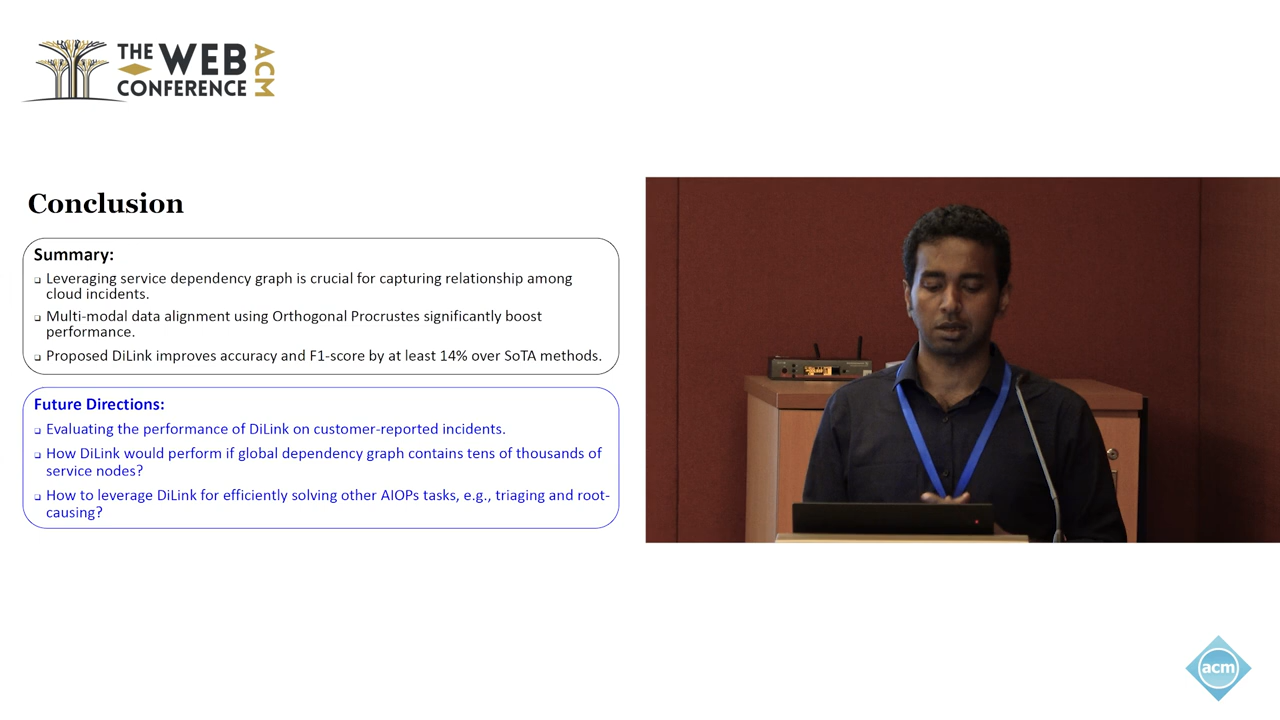 THE WEB
CONFERENCE
ACM
Conclusion
Summary:
Leveraging service dependency graph is crucial for capturing relationship among
cloud incidents.
Multi-modal data alignment using Orthogonal Procrustes significantly boost
performance.
Proposed DiLink improves accuracy and F1-score by at least 14% over SoTA methods.
Future Directions:
Evaluating the performance of DiLink on customer-reported incidents.
How DiLink would perform if global dependency graph contains tens of thousands of
service nodes?
How to leverage DiLink for efficiently solving other AIOPs tasks, e.g., triaging and root-
causing?
acm